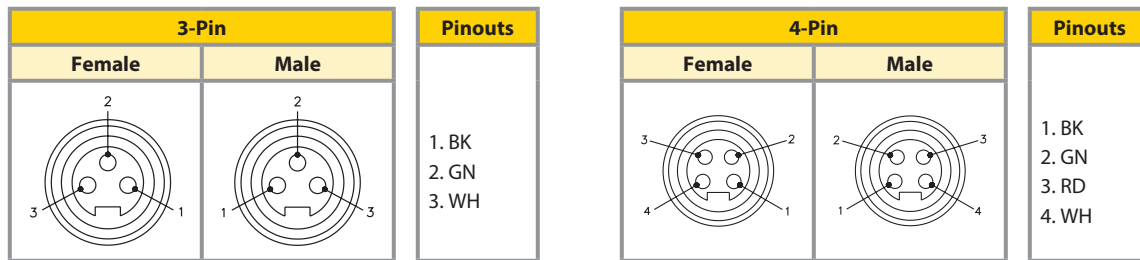 3-Pin
Female Male
2
3
1
2
1
3
Pinouts
1. BK
2. GN
3. WH
4-Pin
Female Male
3
2
4
1
2
3
1
4
Pinouts
1. BK
2. GN
3. RD
4. WH